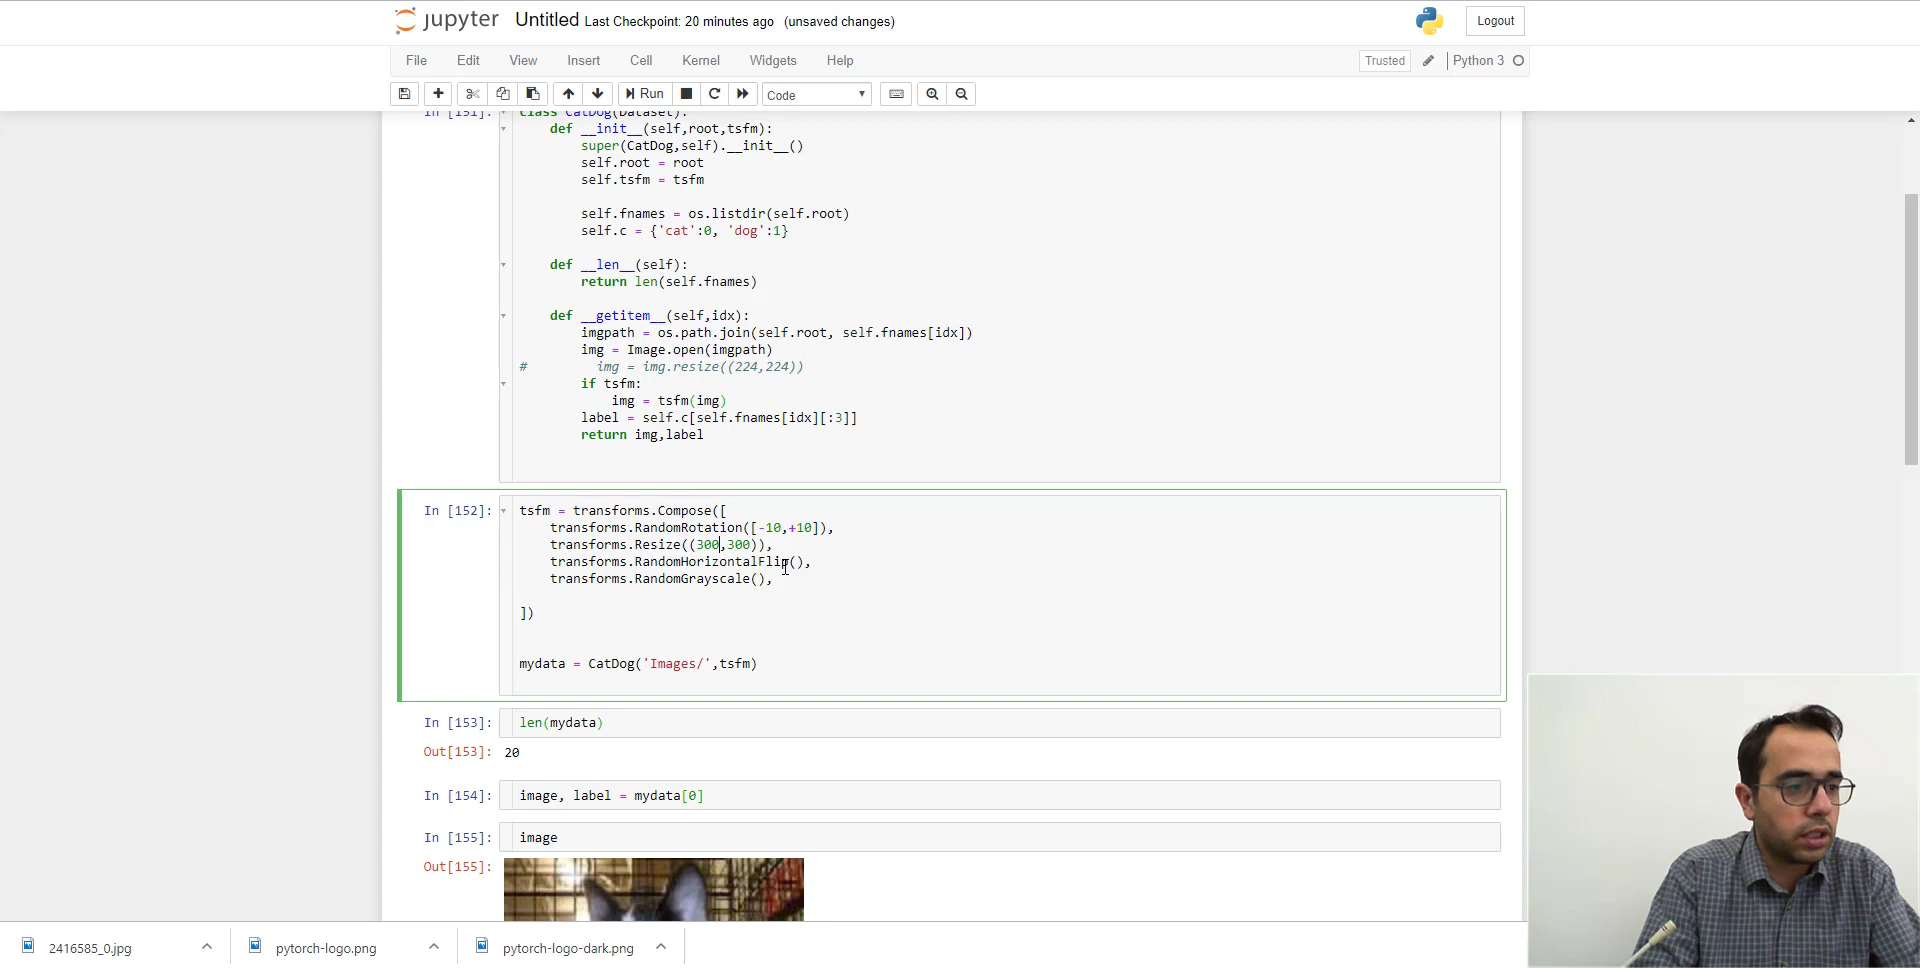 jupyter Untitled Last Checkpoint: 20 minutes ago (unsaved changes) Logout
File Edit View Insert Cell Kernel Widgets Help Trusted Python 3
Run Code
In [151]: class CatDog(Dataset):
def __init__(self,root,tsfm):
super(CatDog,self).__init__()
self.root = root
self.tsfm = tsfm
self.fnames = os.listdir(self.root)
self.c = {'cat':0, 'dog':1}
def __len__(self):
return len(self.fnames)
def __getitem__(self,idx):
imgpath = os.path.join(self.root, self.fnames[idx])
img = Image.open(imgpath)
# img = img.resize((224,224))
if tsfm:
img = tsfm(img)
label = self.c[self.fnames[idx][:3]]
return img,label
In [152]: tsfm = transforms.Compose([
transforms.RandomRotation([-10,+10]),
transforms.Resize((300,300)),
transforms.RandomHorizontalFlip(),
transforms.RandomGrayscale(),
])
mydata = CatDog('Images/',tsfm)
In [153]: len(mydata)
Out[153]: 20
In [154]: image, label = mydata[0]
In [155]: image
Out[155]:
2416585_0.jpg pytorch-logo.png pytorch-logo-dark.png